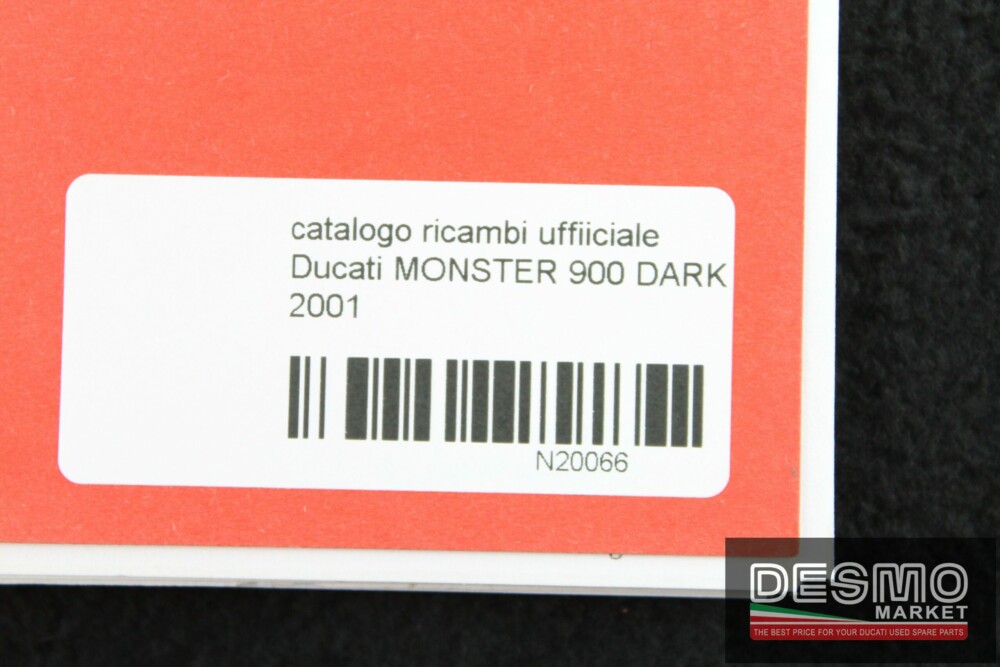 catalogo ricambi uffiiciale
Ducati MONSTER 900 DARK
2001
N20066
DESMO
MARKET
THE BEST PRICE FOR YOUR DUCATI USED SPARE PARTS